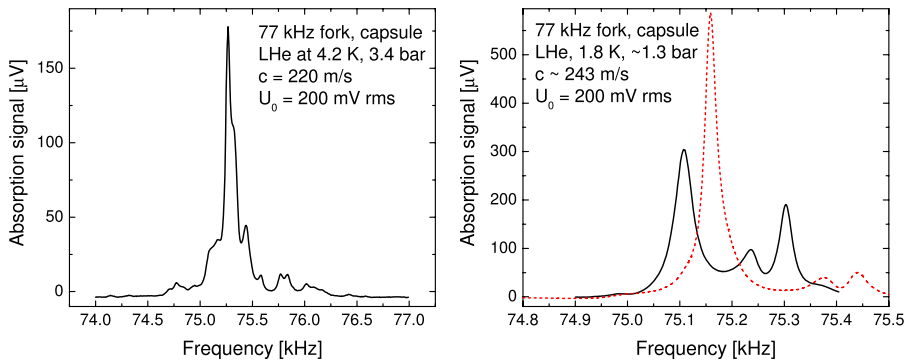 77 kHz fork, capsule
LHe at 4.2 K, 3.4 bar
c = 220 m/s
U0 = 200 mV rms
Absorption signal [μV]
150
100
50
0
74.0 74.5 75.0 75.5 76.0 76.5 77.0
Frequency [kHz]
77 kHz fork, capsule
LHe, 1.8 K, ~1.3 bar
c ~ 243 m/s
U0 = 200 mV rms
Absorption signal [μV]
500
400
300
200
100
0
74.8 74.9 75.0 75.1 75.2 75.3 75.4 75.5
Frequency [kHz]